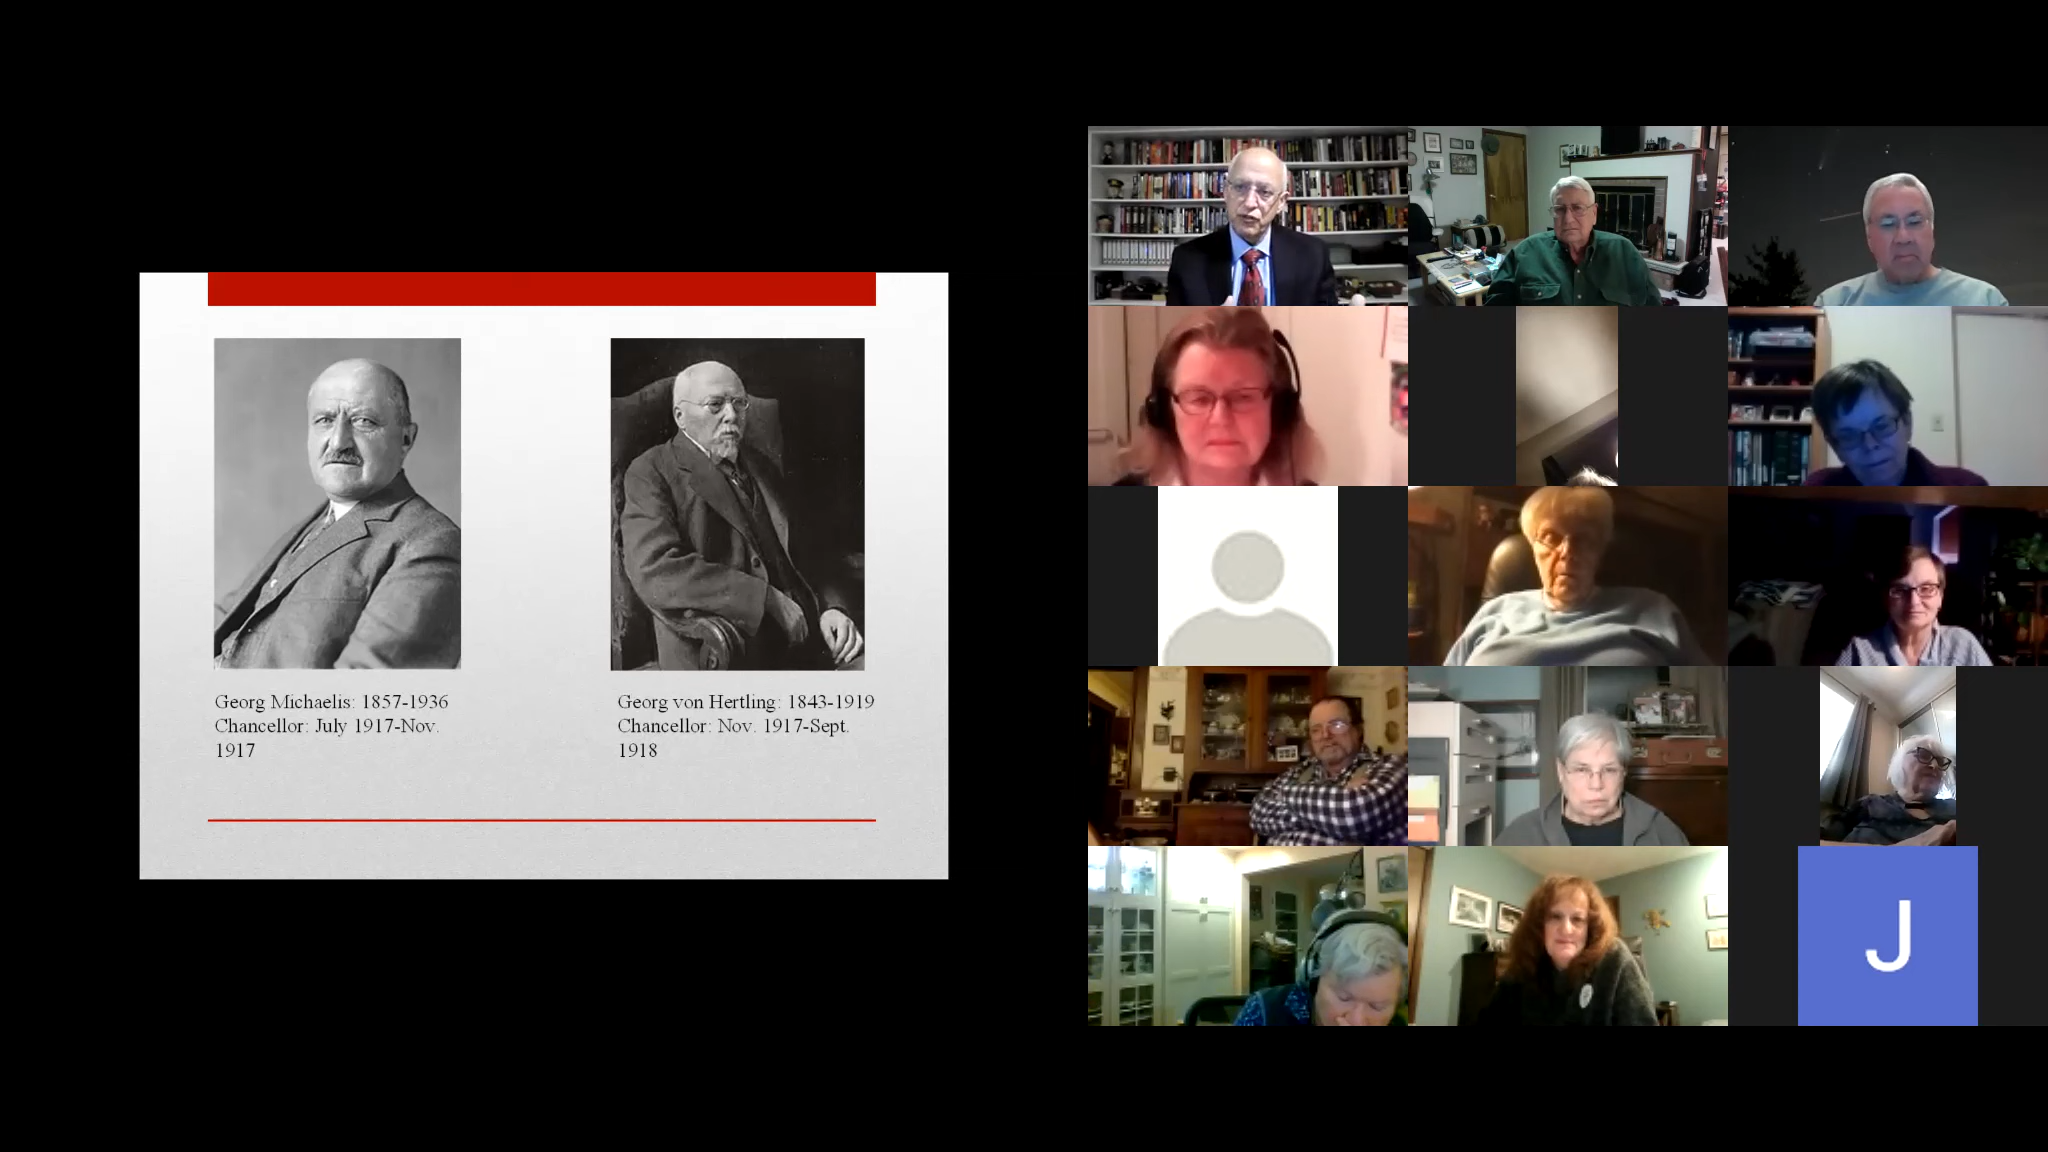 Georg Michaelis: 1857-1936
Chancellor: July 1917-Nov.
1917
Georg von Hertling: 1843-1919
Chancellor: Nov. 1917-Sept.
1918
J